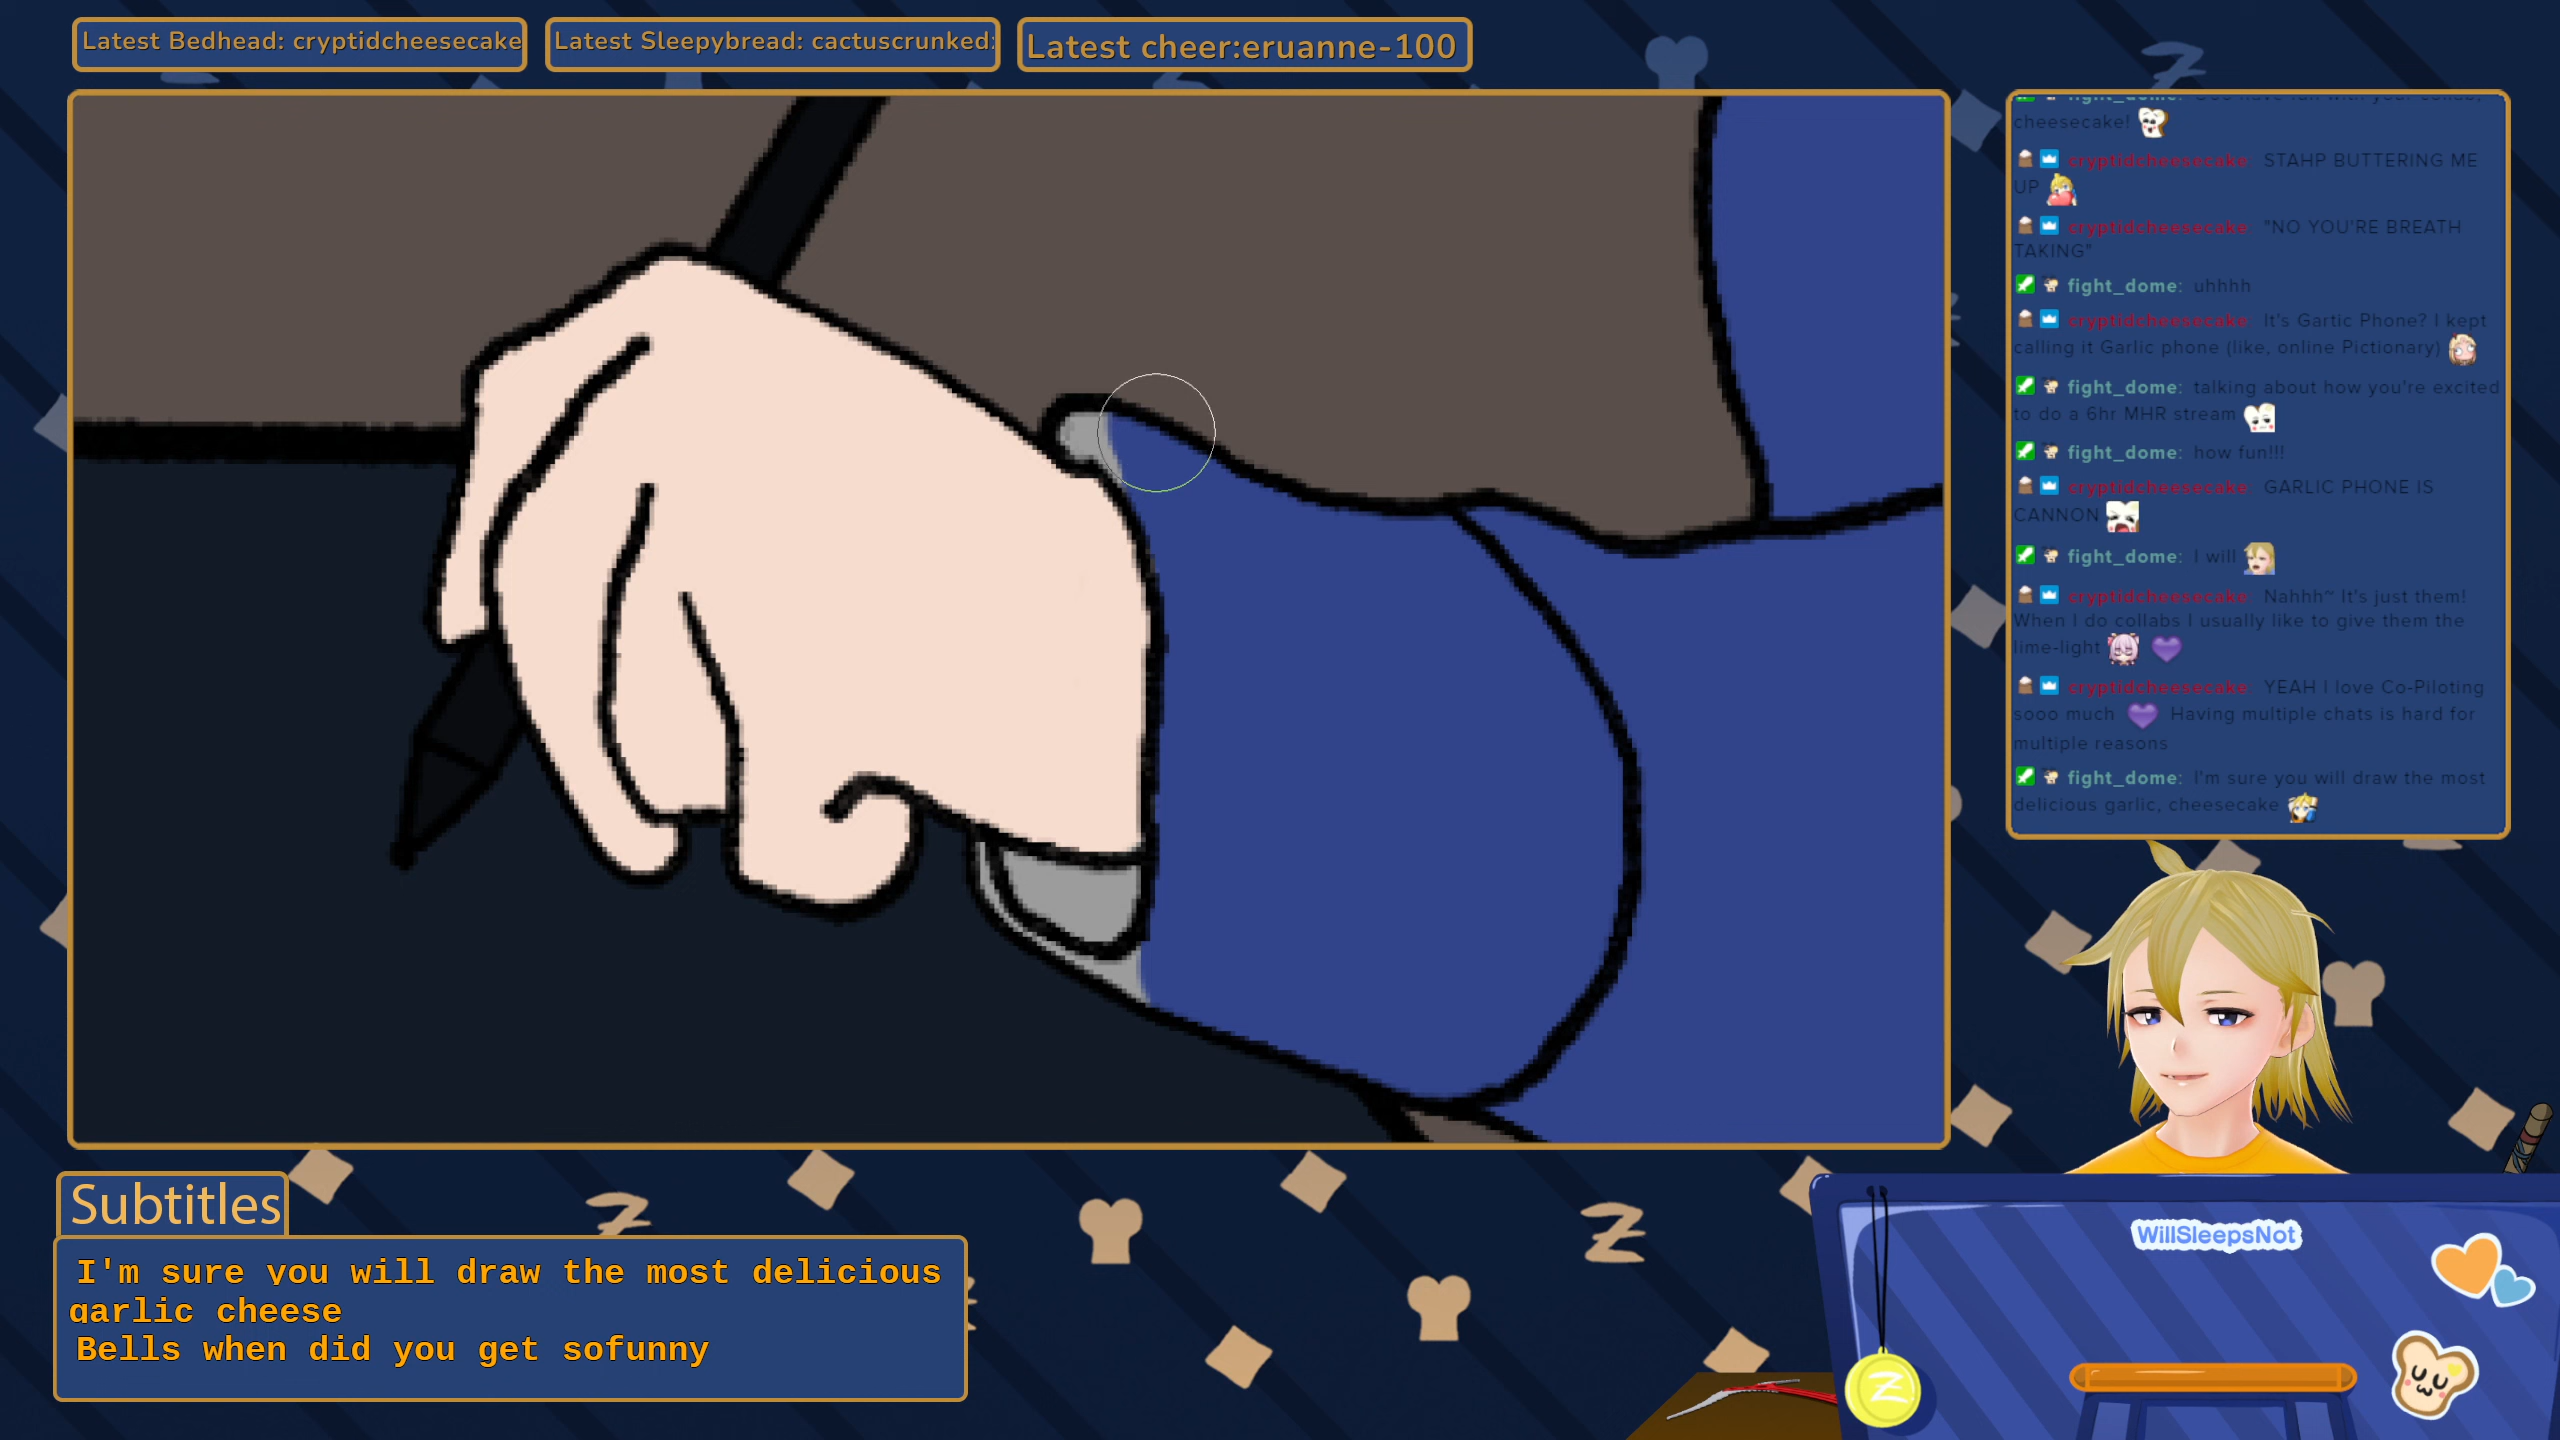 Latest Bedhead: cryptidcheesecake
Latest Sleepybread: cactuscrunked:
Latest cheer:eruanne-100
cheesecake!
cryptidcheesecake: STAHP BUTTERING ME
UP
cryptidcheesecake: "NO YOU'RE BREATH
TAKING"
fight_dome: uhhhh
cryptidcheesecake: It's Gartic Phone? I kept
calling it Garlic phone (like, online Pictionary)
fight_dome: talking about how you're excited
to do a 6hr MHR stream
fight_dome: how fun!!!
cryptidcheesecake: GARLIC PHONE IS
CANNON
fight_dome: I will
cryptidcheesecake: Nahhh~ It's just them!
When I do collabs I usually like to give them the
lime-light
cryptidcheesecake: YEAH I love Co-Piloting
sooo much Having multiple chats is hard for
multiple reasons
fight_dome: I'm sure you will draw the most
delicious garlic, cheesecake
Subtitles
I'm sure you will draw the most delicious
garlic cheese
Bells when did you get sofunny
WillSleepsNot
Z